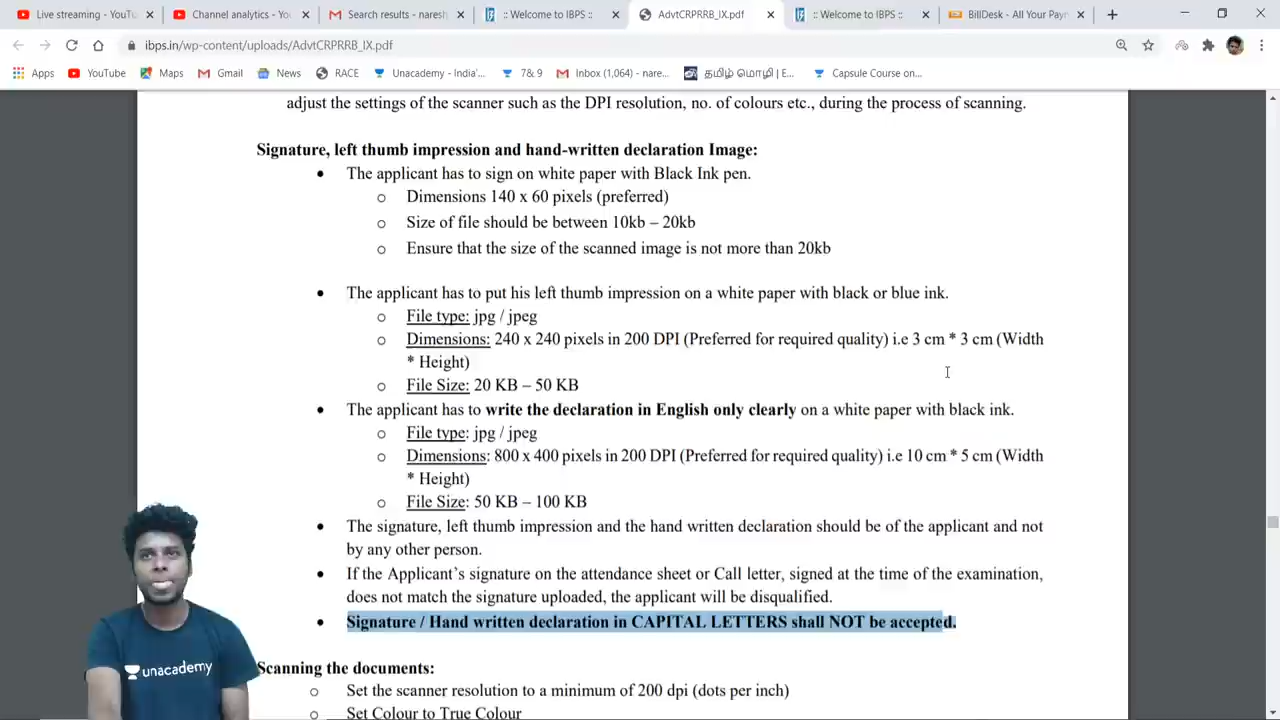 Live streaming - YouTu
Channel analytics - Yo
Search results - naresh
:: Welcome to IBPS ::
AdvtCRPRRB_IX.pdf
:: Welcome to IBPS ::
BillDesk - All Your Payn
ibps.in/wp-content/uploads/AdvtCRPRRB_IX.pdf
Apps
YouTube
Maps
Gmail
News
RACE
Unacademy - India'...
7& 9
Inbox (1,064) - nare...
தமிழ் மொழி | E...
Capsule Course on...
adjust the settings of the scanner such as the DPI resolution, no. of colours etc., during the process of scanning.
Signature, left thumb impression and hand-written declaration Image:
• The applicant has to sign on white paper with Black Ink pen.
o Dimensions 140 x 60 pixels (preferred)
o Size of file should be between 10kb – 20kb
o Ensure that the size of the scanned image is not more than 20kb
• The applicant has to put his left thumb impression on a white paper with black or blue ink.
o File type: jpg / jpeg
o Dimensions: 240 x 240 pixels in 200 DPI (Preferred for required quality) i.e 3 cm * 3 cm (Width
* Height)
o File Size: 20 KB – 50 KB
• The applicant has to write the declaration in English only clearly on a white paper with black ink.
o File type: jpg / jpeg
o Dimensions: 800 x 400 pixels in 200 DPI (Preferred for required quality) i.e 10 cm * 5 cm (Width
* Height)
o File Size: 50 KB – 100 KB
• The signature, left thumb impression and the hand written declaration should be of the applicant and not
by any other person.
• If the Applicant's signature on the attendance sheet or Call letter, signed at the time of the examination,
does not match the signature uploaded, the applicant will be disqualified.
• Signature / Hand written declaration in CAPITAL LETTERS shall NOT be accepted.
Scanning the documents:
o Set the scanner resolution to a minimum of 200 dpi (dots per inch)
o Set Colour to True Colour
unacademy